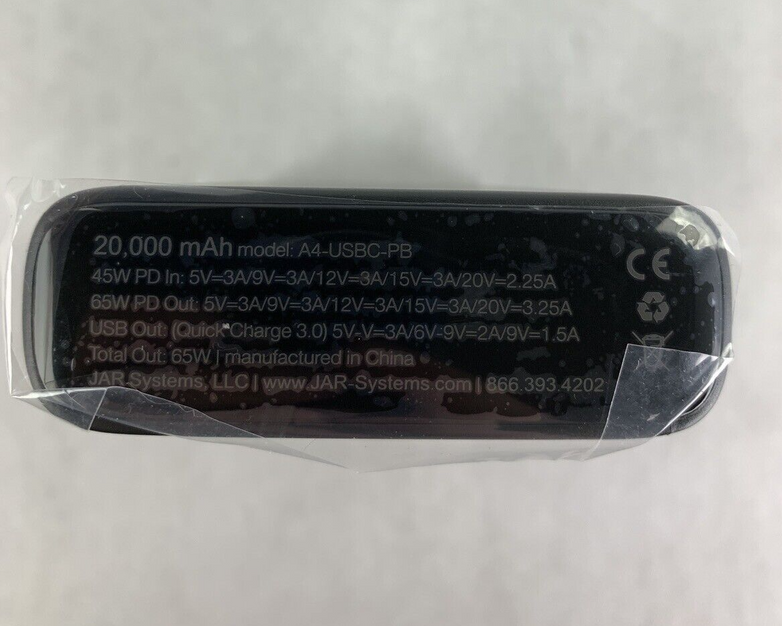 20,000 mAh model: A4-USBC-PB
45W PD In: 5V⎓3A/9V⎓3A/12V⎓3A/15V⎓3A/20V⎓2.25A
65W PD Out: 5V⎓3A/9V⎓3A/12V⎓3A/15V⎓3A/20V⎓3.25A
USB Out: (Quick Charge 3.0) 5V-V⎓3A/6V-9V⎓2A/9V⎓1.5A
Total Out: 65W | manufactured in China
JAR Systems, LLC | www.JAR-Systems.com | 866.393.4202
CE